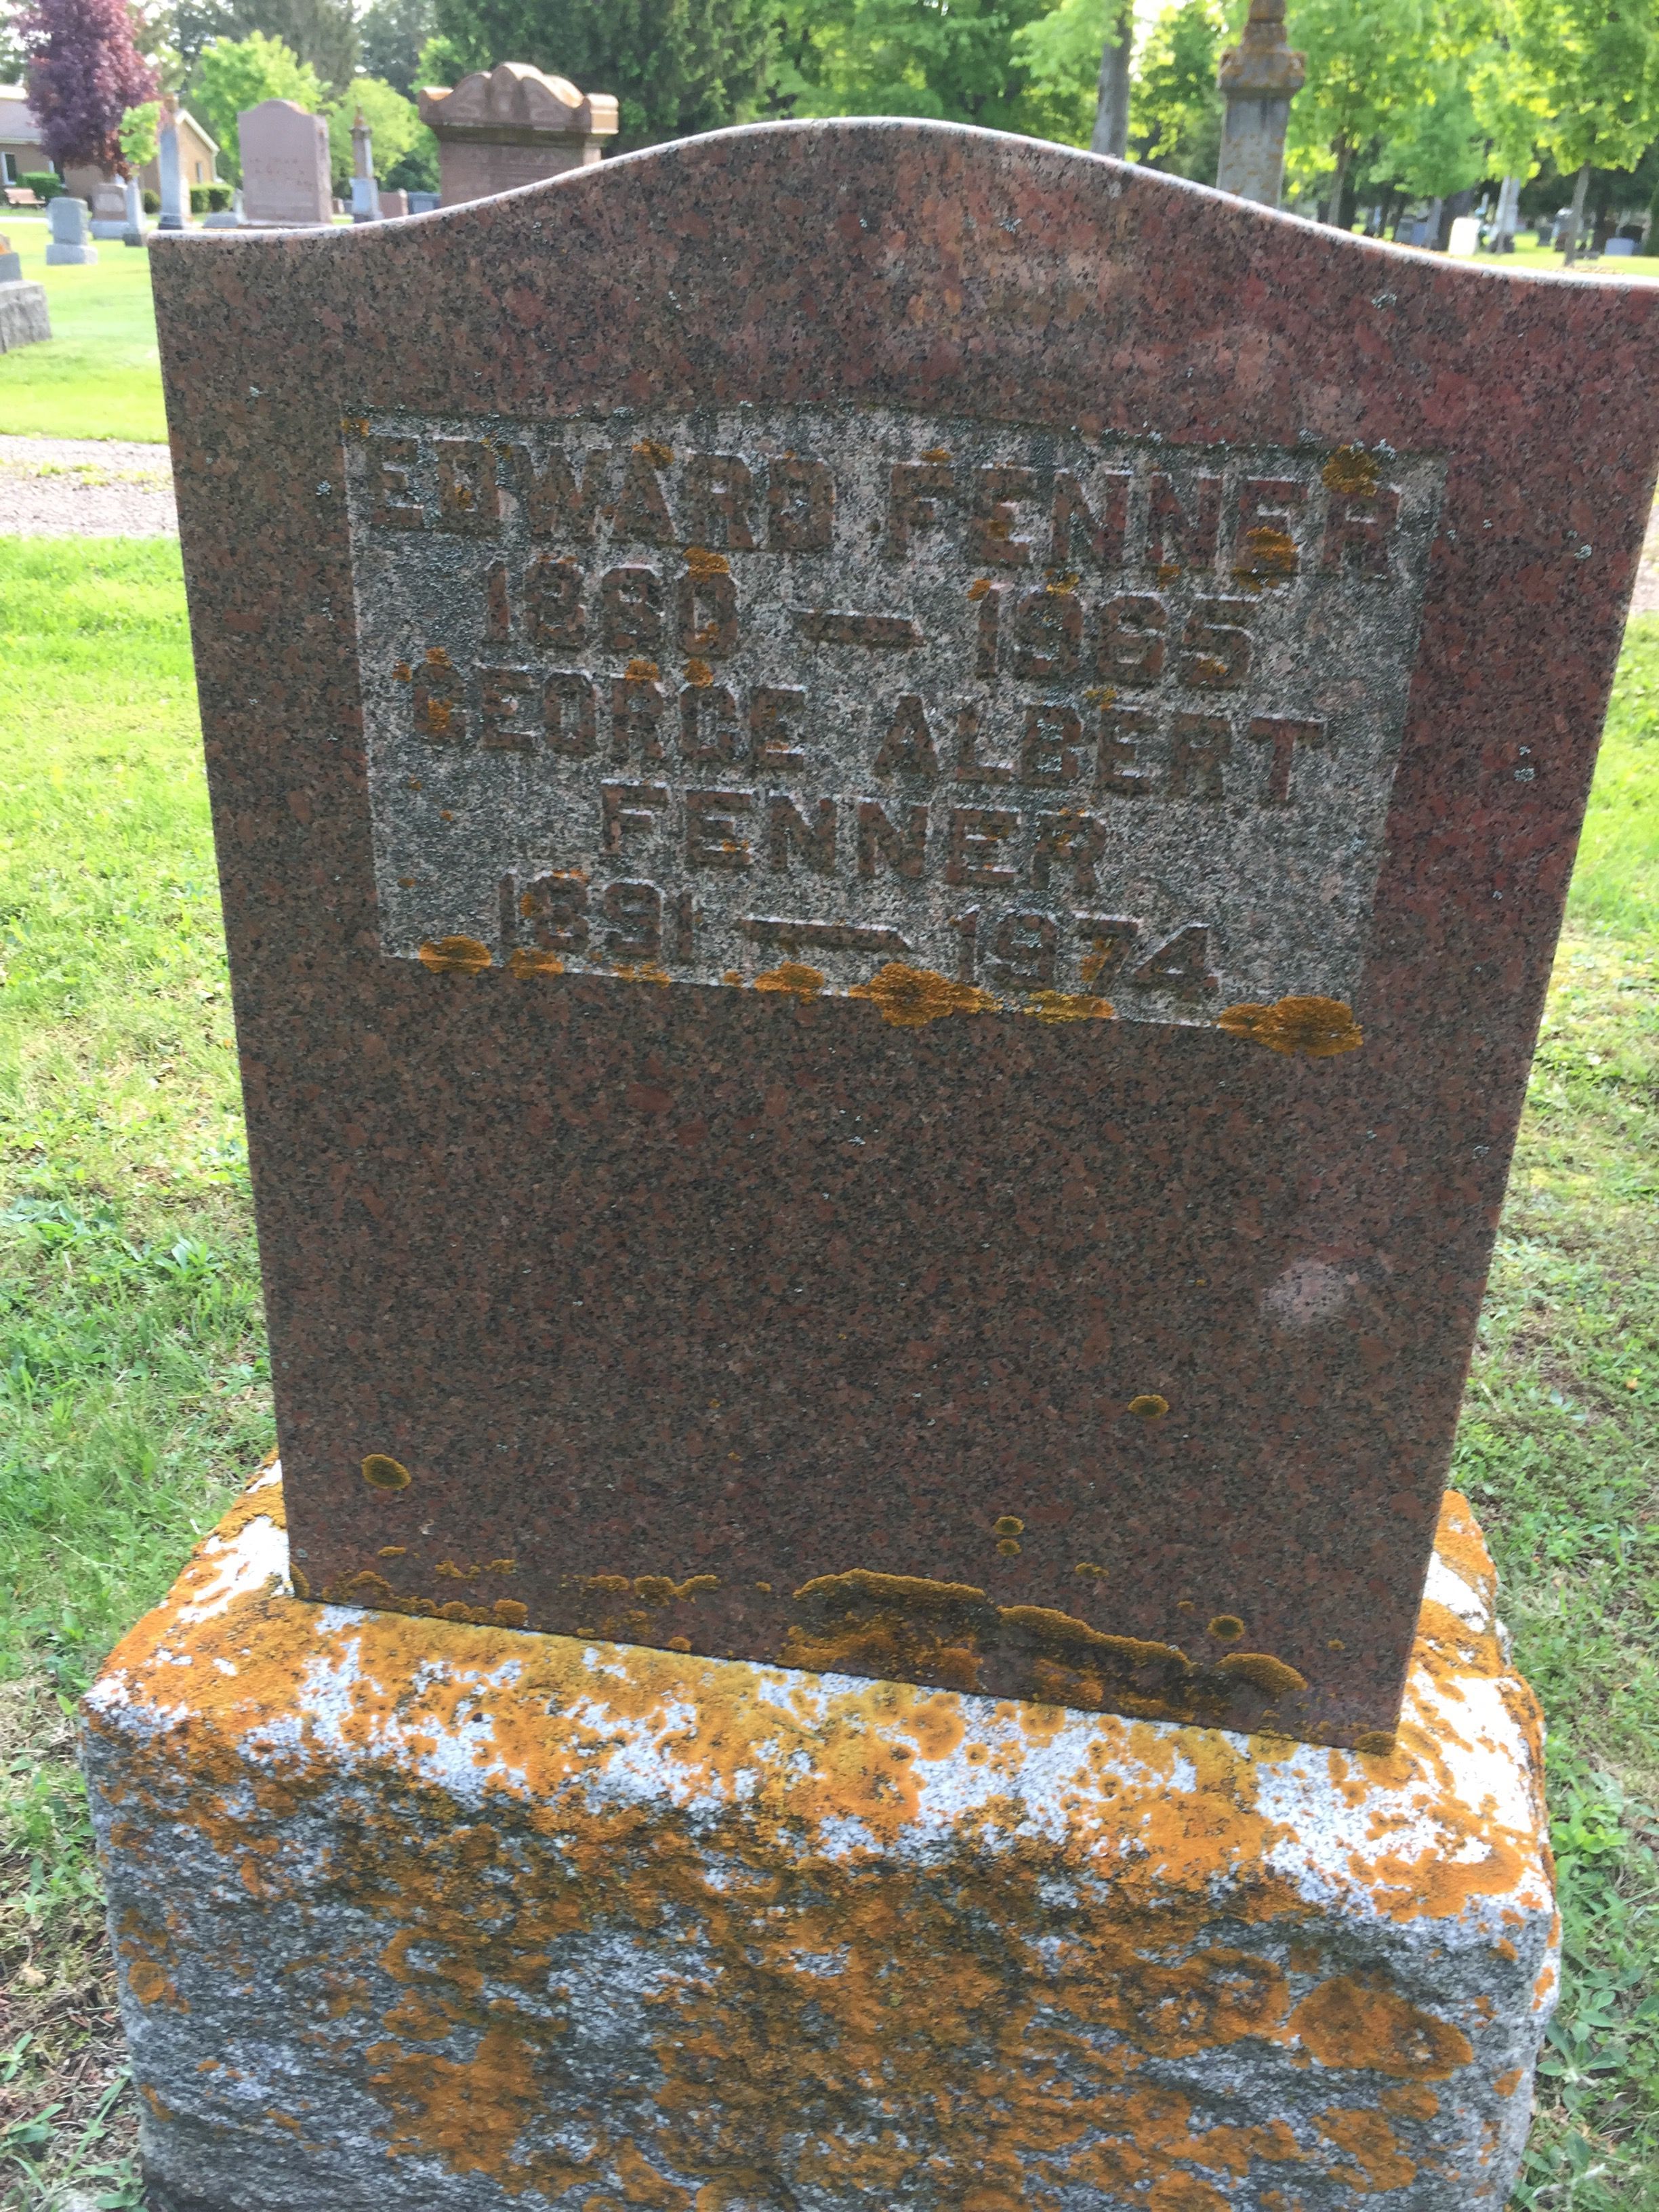 EDWARD FENNER
1880 — 1965
GEORGE ALBERT
FENNER
1891 — 1974